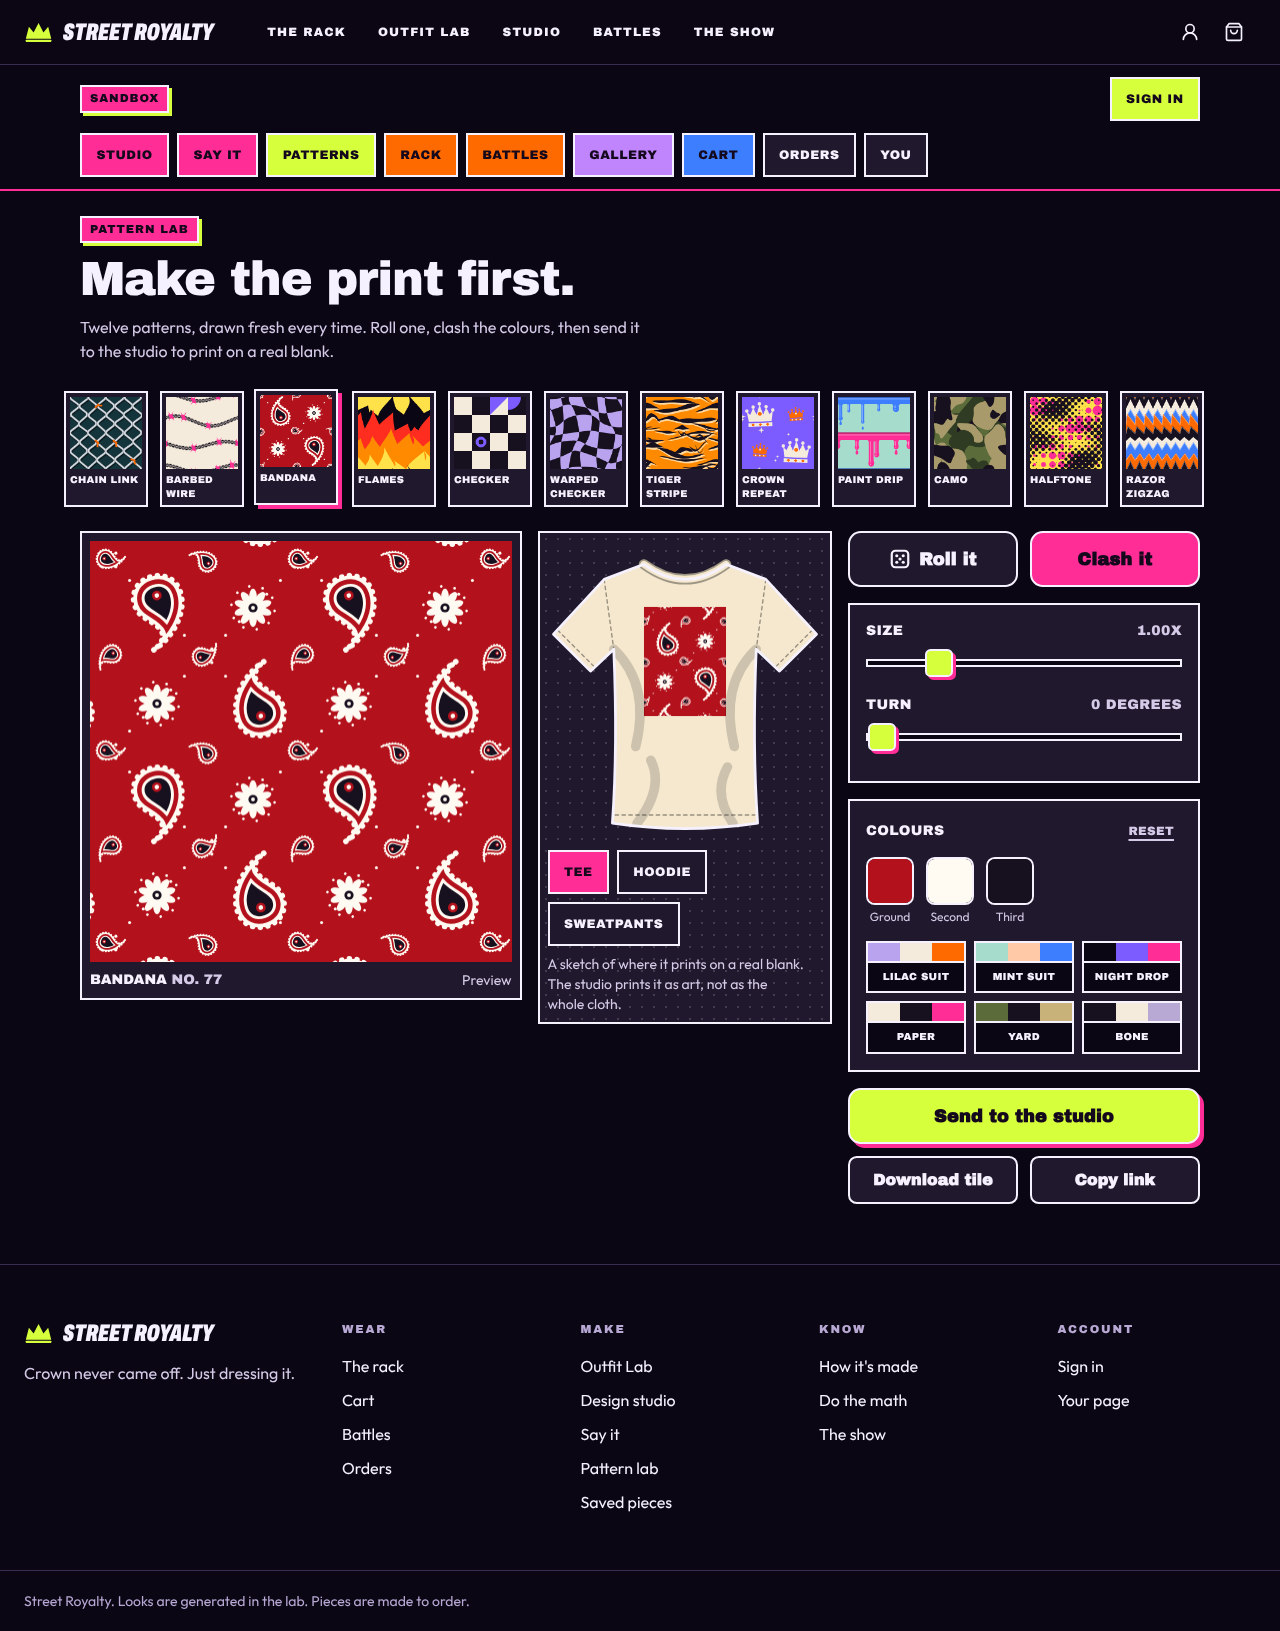 STREET ROYALTY
THE RACK
OUTFIT LAB
STUDIO
BATTLES
THE SHOW
SANDBOX
SIGN IN
STUDIO
SAY IT
PATTERNS
RACK
BATTLES
GALLERY
CART
ORDERS
YOU
PATTERN LAB
Make the print first.
Twelve patterns, drawn fresh every time. Roll one, clash the colours, then send it
to the studio to print on a real blank.
CHAIN LINK
BARBED
WIRE
BANDANA
FLAMES
CHECKER
WARPED
CHECKER
TIGER
STRIPE
CROWN
REPEAT
PAINT DRIP
CAMO
HALFTONE
RAZOR
ZIGZAG
BANDANA NO. 77
Preview
TEE
HOODIE
SWEATPANTS
A sketch of where it prints on a real blank.
The studio prints it as art, not as the
whole cloth.
Roll it
Clash it
SIZE
1.00X
TURN
0 DEGREES
COLOURS
RESET
Ground
Second
Third
LILAC SUIT
MINT SUIT
NIGHT DROP
PAPER
YARD
BONE
Send to the studio
Download tile
Copy link
STREET ROYALTY
Crown never came off. Just dressing it.
WEAR
The rack
Cart
Battles
Orders
MAKE
Outfit Lab
Design studio
Say it
Pattern lab
Saved pieces
KNOW
How it's made
Do the math
The show
ACCOUNT
Sign in
Your page
Street Royalty. Looks are generated in the lab. Pieces are made to order.